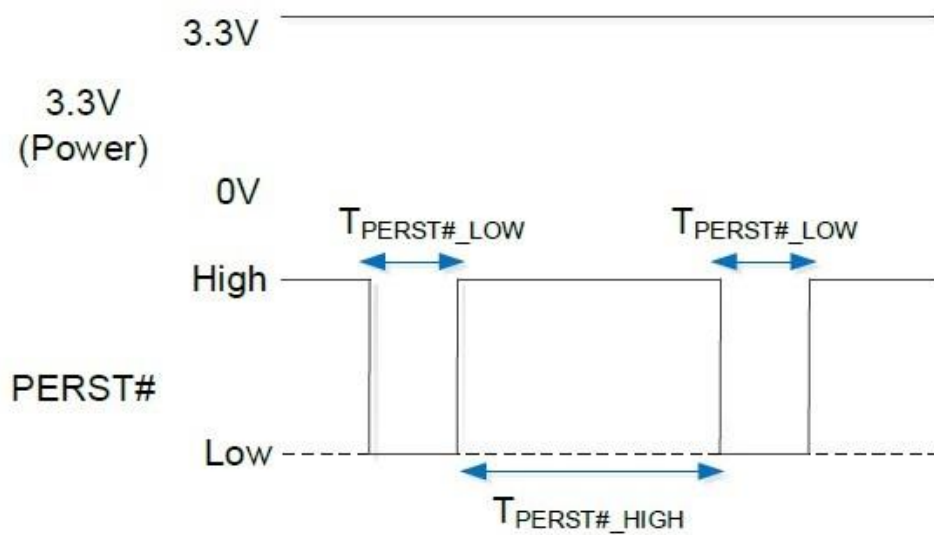 3.3V
3.3V
(Power)
0V
TPERST#_LOW TPERST#_LOW
High
PERST#
Low
TPERST#_HIGH